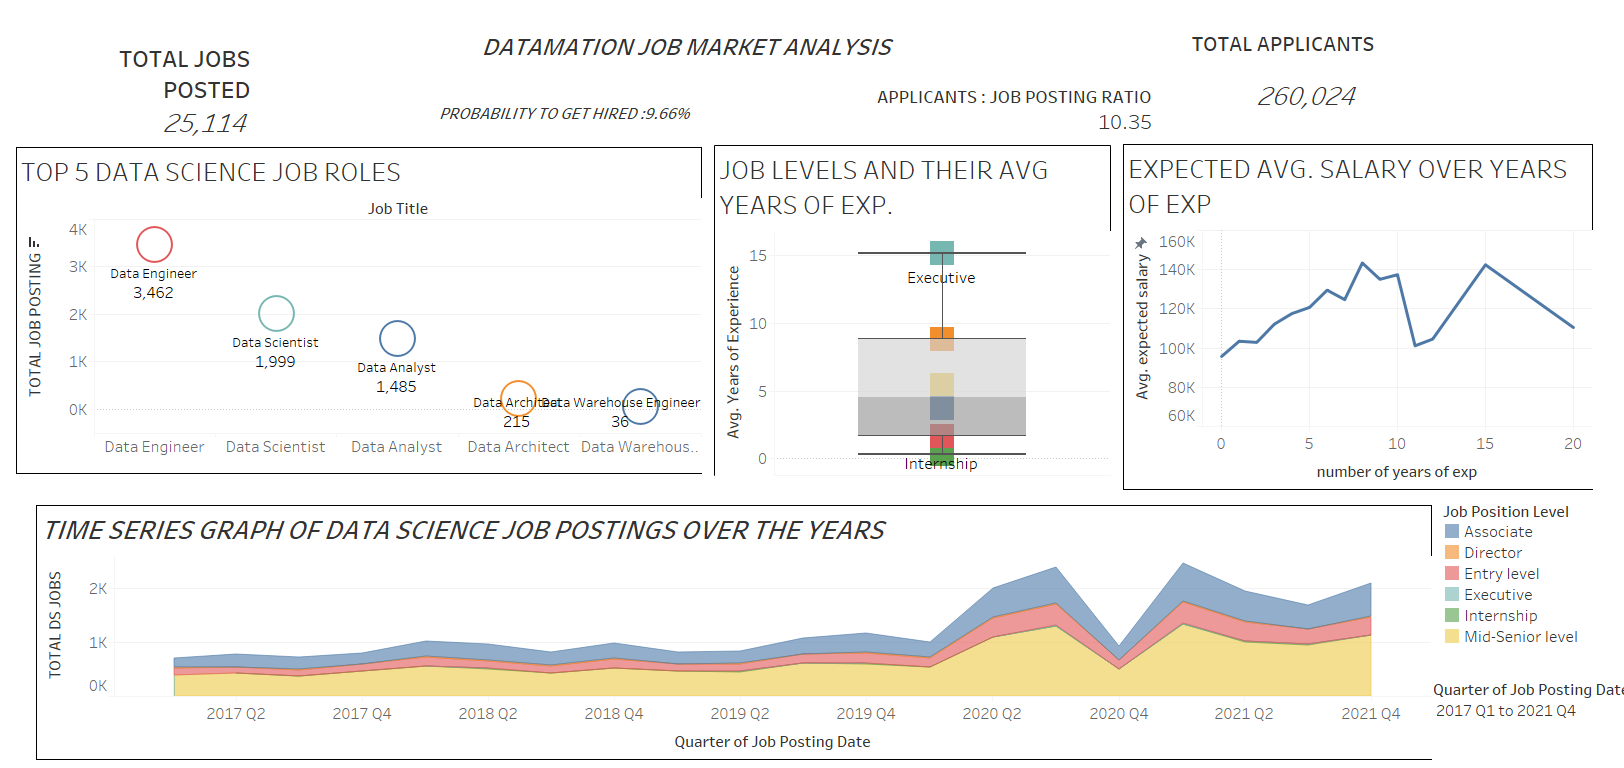 DATAMATION JOB MARKET ANALYSIS
TOTAL JOBS
POSTED
25,114
PROBABILITY TO GET HIRED :9.66%
APPLICANTS : JOB POSTING RATIO
10.35
TOTAL APPLICANTS
260,024
TOP 5 DATA SCIENCE JOB ROLES
Job Title
TOTAL JOB POSTING
4K
3K
2K
1K
0K
Data Engineer
3,462
Data Scientist
1,999
Data Analyst
1,485
Data Architect
215
Data Warehouse Engineer
36
Data Engineer Data Scientist Data Analyst Data Architect Data Warehous..
JOB LEVELS AND THEIR AVG
YEARS OF EXP.
Avg. Years of Experience
15
10
5
0
Executive
Internship
EXPECTED AVG. SALARY OVER YEARS
OF EXP
Avg. expected salary
160K
140K
120K
100K
80K
60K
0 5 10 15 20
number of years of exp
TIME SERIES GRAPH OF DATA SCIENCE JOB POSTINGS OVER THE YEARS
TOTAL DS JOBS
2K
1K
0K
2017 Q2 2017 Q4 2018 Q2 2018 Q4 2019 Q2 2019 Q4 2020 Q2 2020 Q4 2021 Q2 2021 Q4
Quarter of Job Posting Date
Job Position Level
Associate
Director
Entry level
Executive
Internship
Mid-Senior level
Quarter of Job Posting Date
2017 Q1 to 2021 Q4